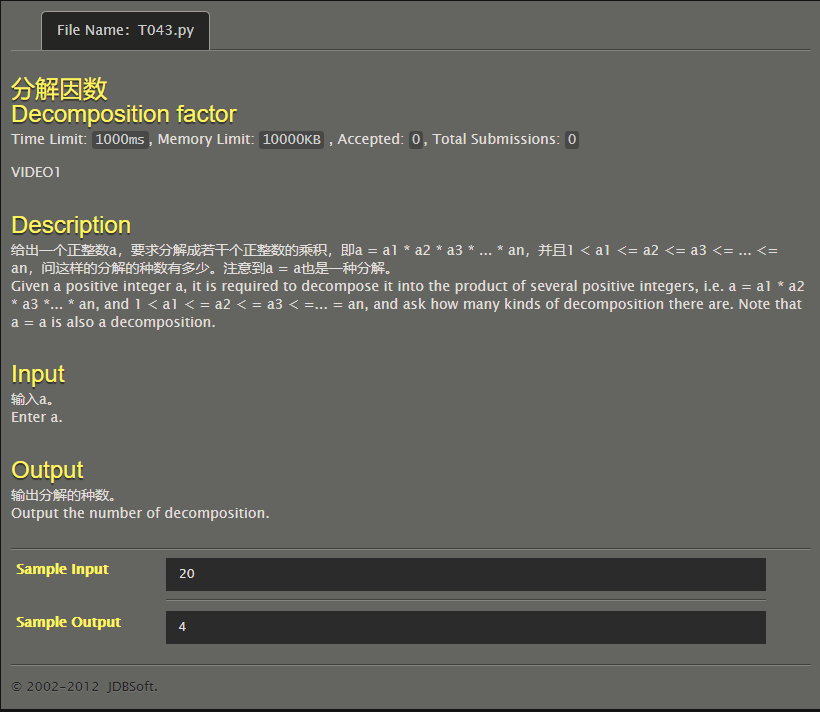 File Name: T043.py
分解因数
Decomposition factor
Time Limit: 1000ms, Memory Limit: 10000KB , Accepted: 0, Total Submissions: 0
VIDEO1
Description
给出一个正整数a，要求分解成若干个正整数的乘积，即a = a1 * a2 * a3 * ... * an，并且1 < a1 <= a2 <= a3 <= ... <=
an，问这样的分解的种数有多少。注意到a = a也是一种分解。
Given a positive integer a, it is required to decompose it into the product of several positive integers, i.e. a = a1 * a2
* a3 *... * an, and 1 < a1 < = a2 < = a3 < =... = an, and ask how many kinds of decomposition there are. Note that
a = a is also a decomposition.
Input
输入a。
Enter a.
Output
输出分解的种数。
Output the number of decomposition.
Sample Input
20
Sample Output
4
© 2002-2012 JDBSoft.